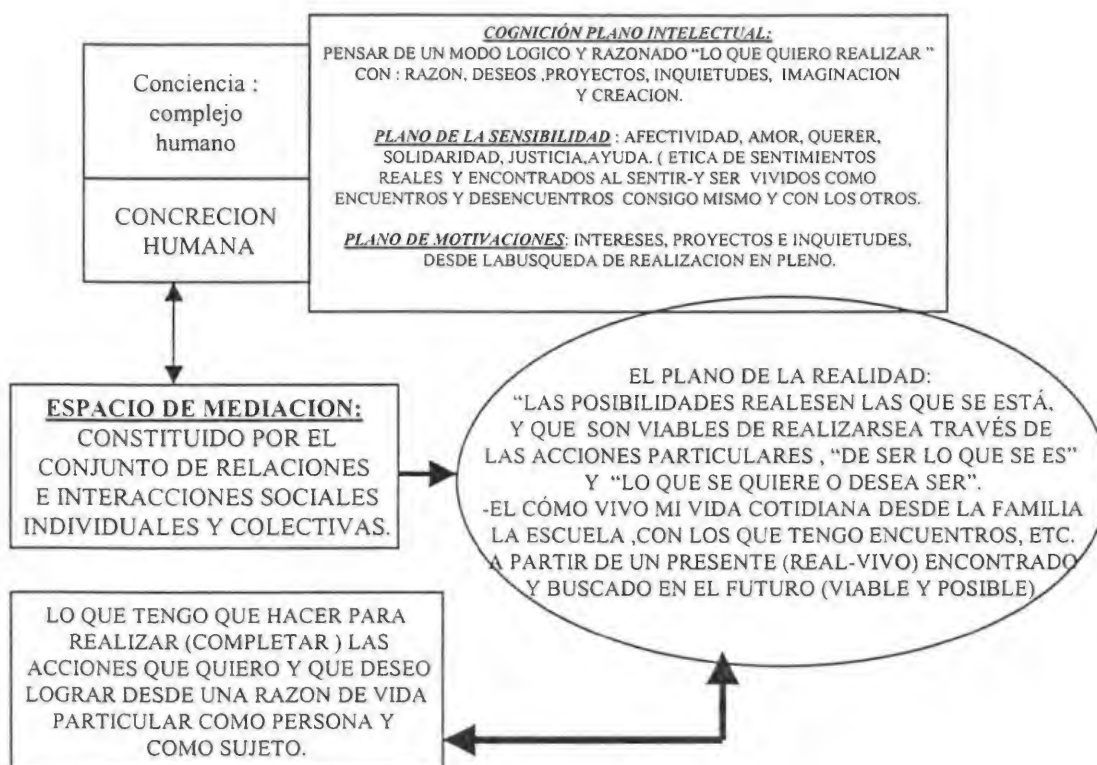 Conciencia :
complejo
humano
CONCRECION
HUMANA
COGNICIÓN PLANO INTELECTUAL:
PENSAR DE UN MODO LOGICO Y RAZONADO “LO QUE QUIERO REALIZAR ”
CON : RAZON, DESEOS ,PROYECTOS, INQUIETUDES, IMAGINACION
Y CREACION.
PLANO DE LA SENSIBILIDAD : AFECTIVIDAD, AMOR, QUERER,
SOLIDARIDAD, JUSTICIA,AYUDA. ( ETICA DE SENTIMIENTOS
REALES Y ENCONTRADOS AL SENTIR-Y SER VIVIDOS COMO
ENCUENTROS Y DESENCUENTROS CONSIGO MISMO Y CON LOS OTROS.
PLANO DE MOTIVACIONES: INTERESES, PROYECTOS E INQUIETUDES,
DESDE LABUSQUEDA DE REALIZACION EN PLENO.
ESPACIO DE MEDIACION:
CONSTITUIDO POR EL
CONJUNTO DE RELACIONES
E INTERACCIONES SOCIALES
INDIVIDUALES Y COLECTIVAS.
EL PLANO DE LA REALIDAD:
“LAS POSIBILIDADES REALESEN LAS QUE SE ESTÁ,
Y QUE SON VIABLES DE REALIZARSEA TRAVÉS DE
LAS ACCIONES PARTICULARES , “DE SER LO QUE SE ES”
Y “LO QUE SE QUIERE O DESEA SER”.
-EL CÓMO VIVO MI VIDA COTIDIANA DESDE LA FAMILIA
LA ESCUELA ,CON LOS QUE TENGO ENCUENTROS, ETC.
A PARTIR DE UN PRESENTE (REAL-VIVO) ENCONTRADO
Y BUSCADO EN EL FUTURO (VIABLE Y POSIBLE)
LO QUE TENGO QUE HACER PARA
REALIZAR (COMPLETAR ) LAS
ACCIONES QUE QUIERO Y QUE DESEO
LOGRAR DESDE UNA RAZON DE VIDA
PARTICULAR COMO PERSONA Y
COMO SUJETO.